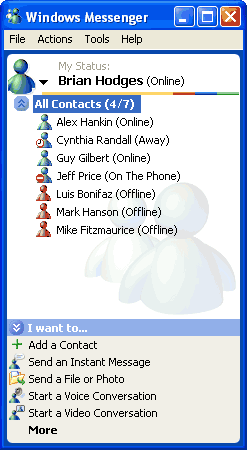 Windows Messenger
File Actions Tools Help
My Status:
Brian Hodges (Online)
All Contacts (4/7)
Alex Hankin (Online)
Cynthia Randall (Away)
Guy Gilbert (Online)
Jeff Price (On The Phone)
Luis Bonifaz (Offline)
Mark Hanson (Offline)
Mike Fitzmaurice (Offline)
I want to...
Add a Contact
Send an Instant Message
Send a File or Photo
Start a Voice Conversation
Start a Video Conversation
More